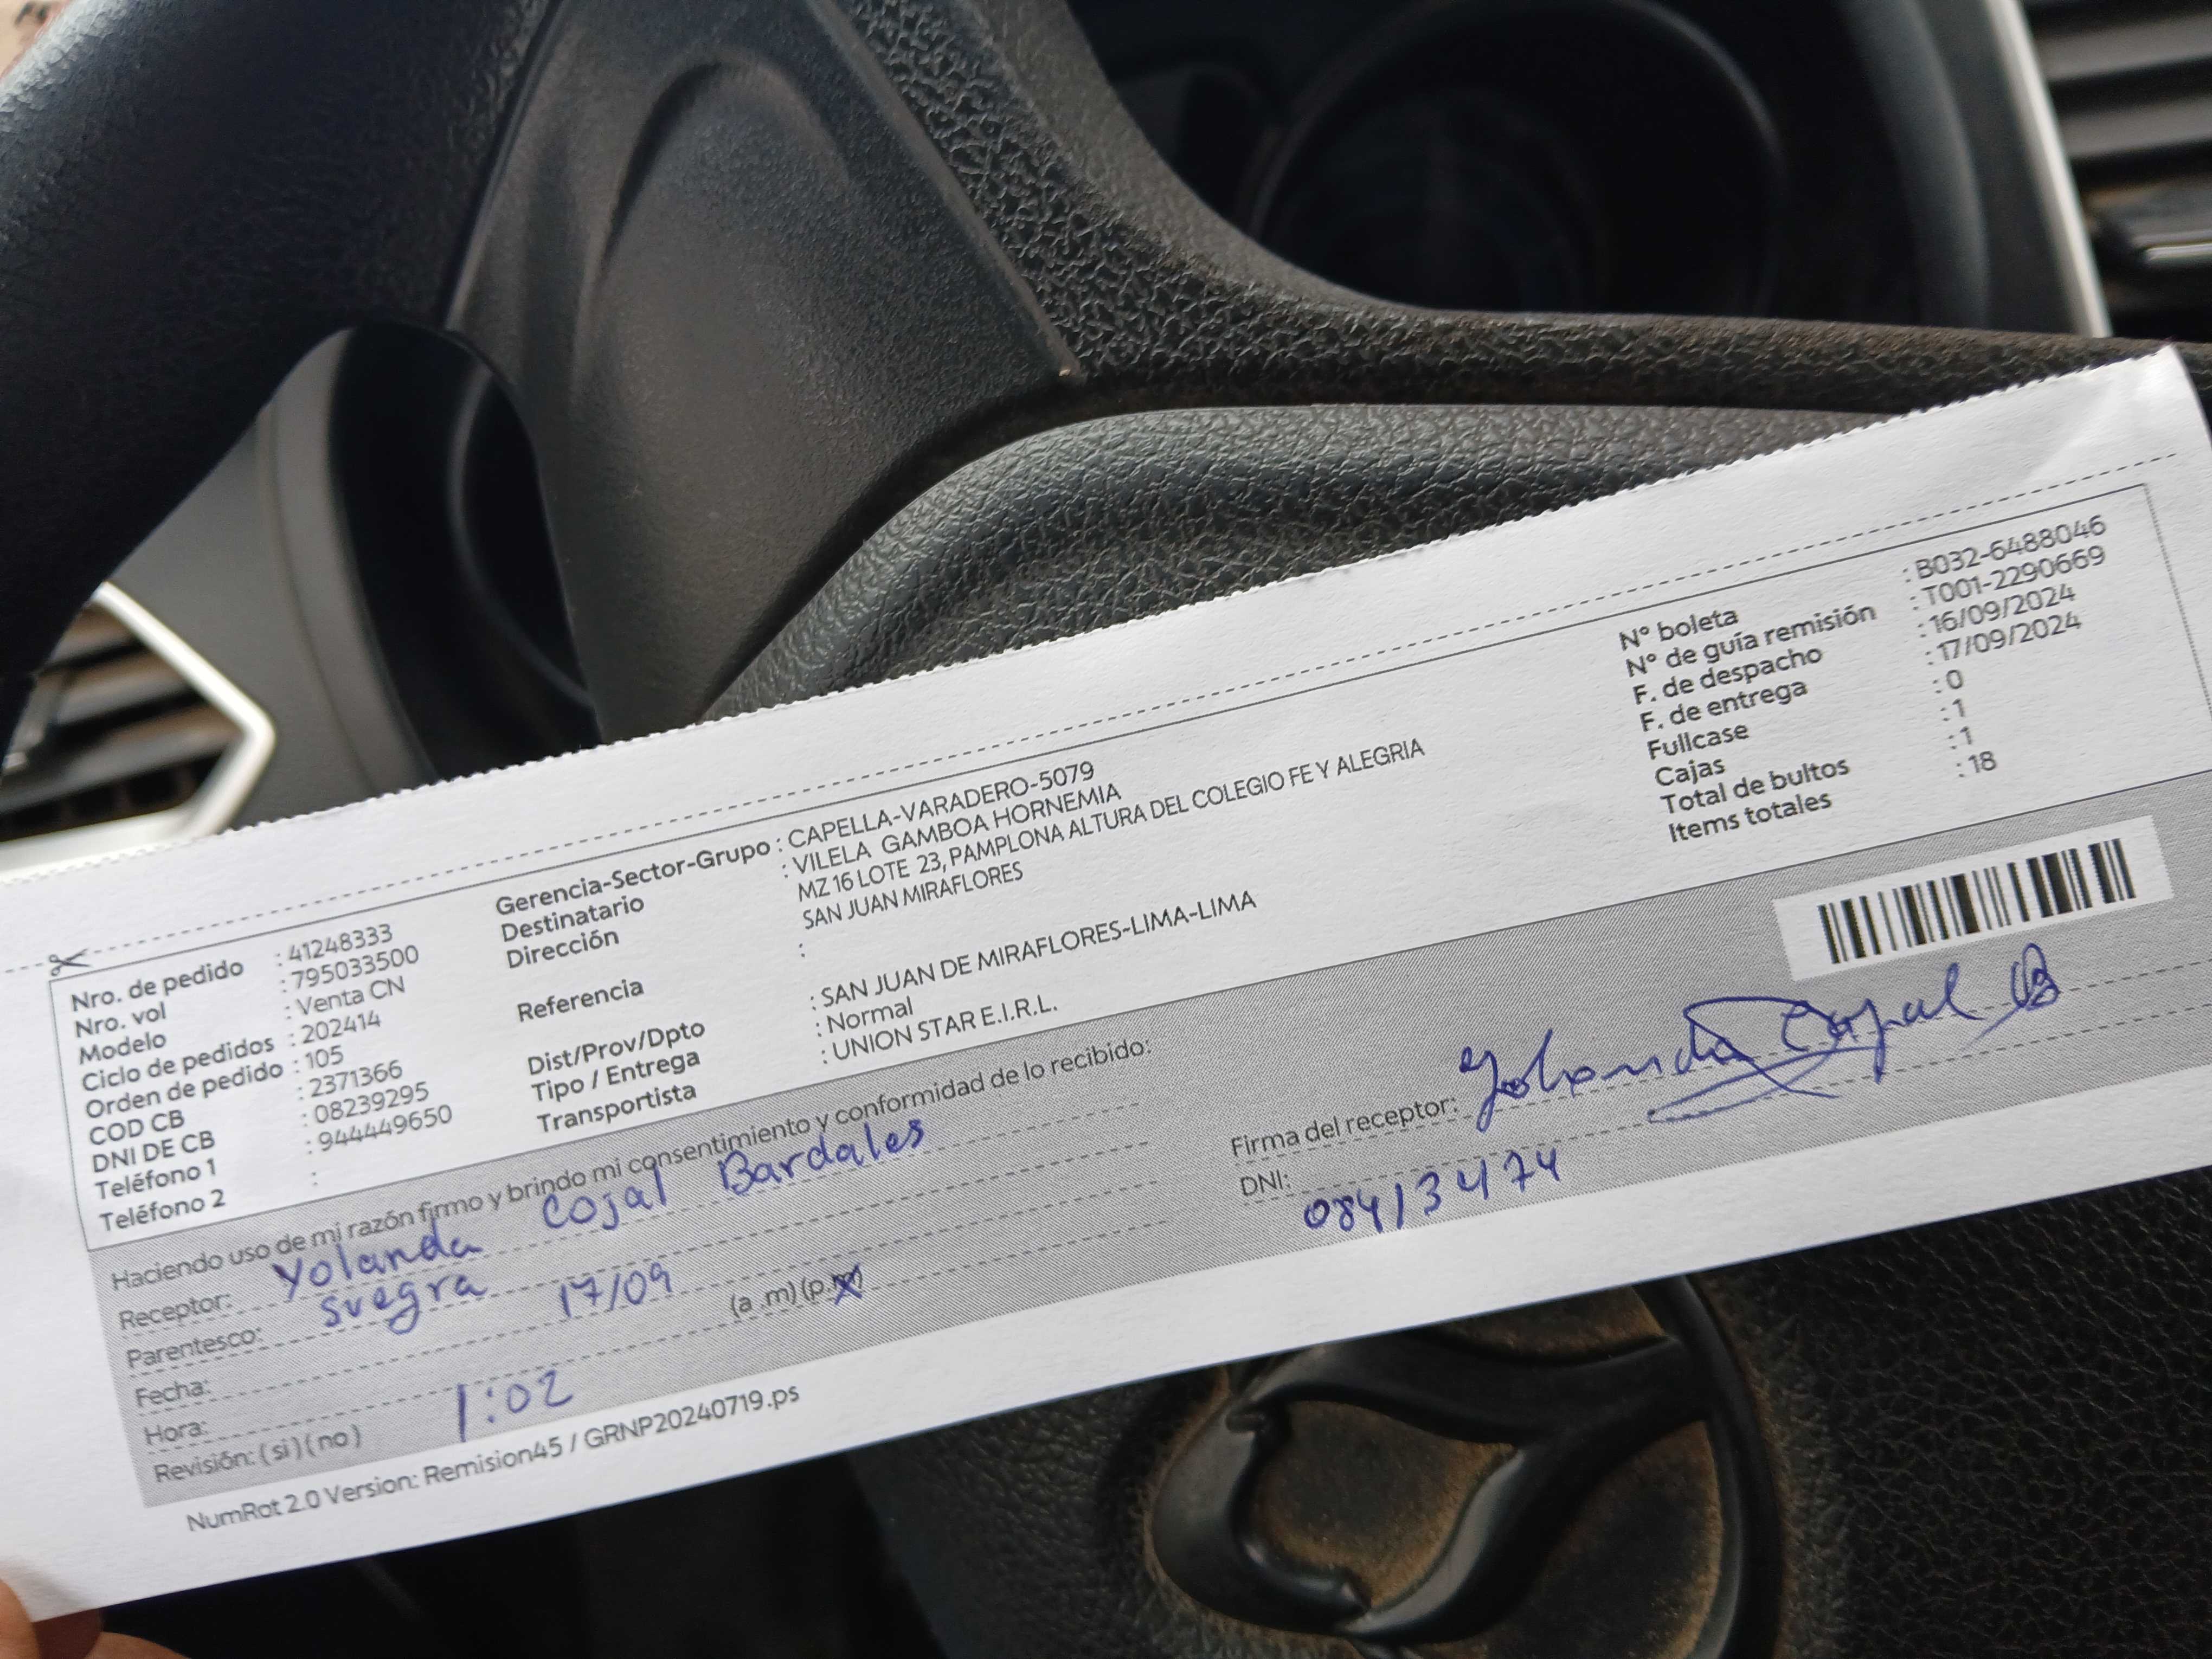 Nro. de pedido : 41248333
Nro. vol : 795033500
Modelo : Venta CN
Ciclo de pedidos : 202414
Orden de pedido : 105
COD CB : 2371366
DNI DE CB : 08239295
Teléfono 1 : 944449650
Teléfono 2 :
Gerencia-Sector-Grupo : CAPELLA-VARADERO-5079
Destinatario : VILELA GAMBOA HORNEMIA
Dirección MZ 16 LOTE 23, PAMPLONA ALTURA DEL COLEGIO FE Y ALEGRIA
SAN JUAN MIRAFLORES
Referencia :
Dist/Prov/Dpto : SAN JUAN DE MIRAFLORES-LIMA-LIMA
Tipo / Entrega : Normal
Transportista : UNION STAR E.I.R.L.
N° boleta : B032-6488046
N° de guía remisión : T001-2290669
F. de despacho : 16/09/2024
F. de entrega : 17/09/2024
Fullcase : 0
Cajas : 1
Total de bultos : 1
Items totales : 18
Haciendo uso de mi razón firmo y brindo mi consentimiento y conformidad de lo recibido:
Receptor: Yolanda Cojal Bardales
Parentesco: suegra
Fecha: 17/09
Hora: 1:02 (a .m) (p.m)
Revisión: ( si ) ( no )
Firma del receptor: Yolanda Cojal B
DNI: 08413474
NumRot 2.0 Version: Remision45 / GRNP20240719.ps